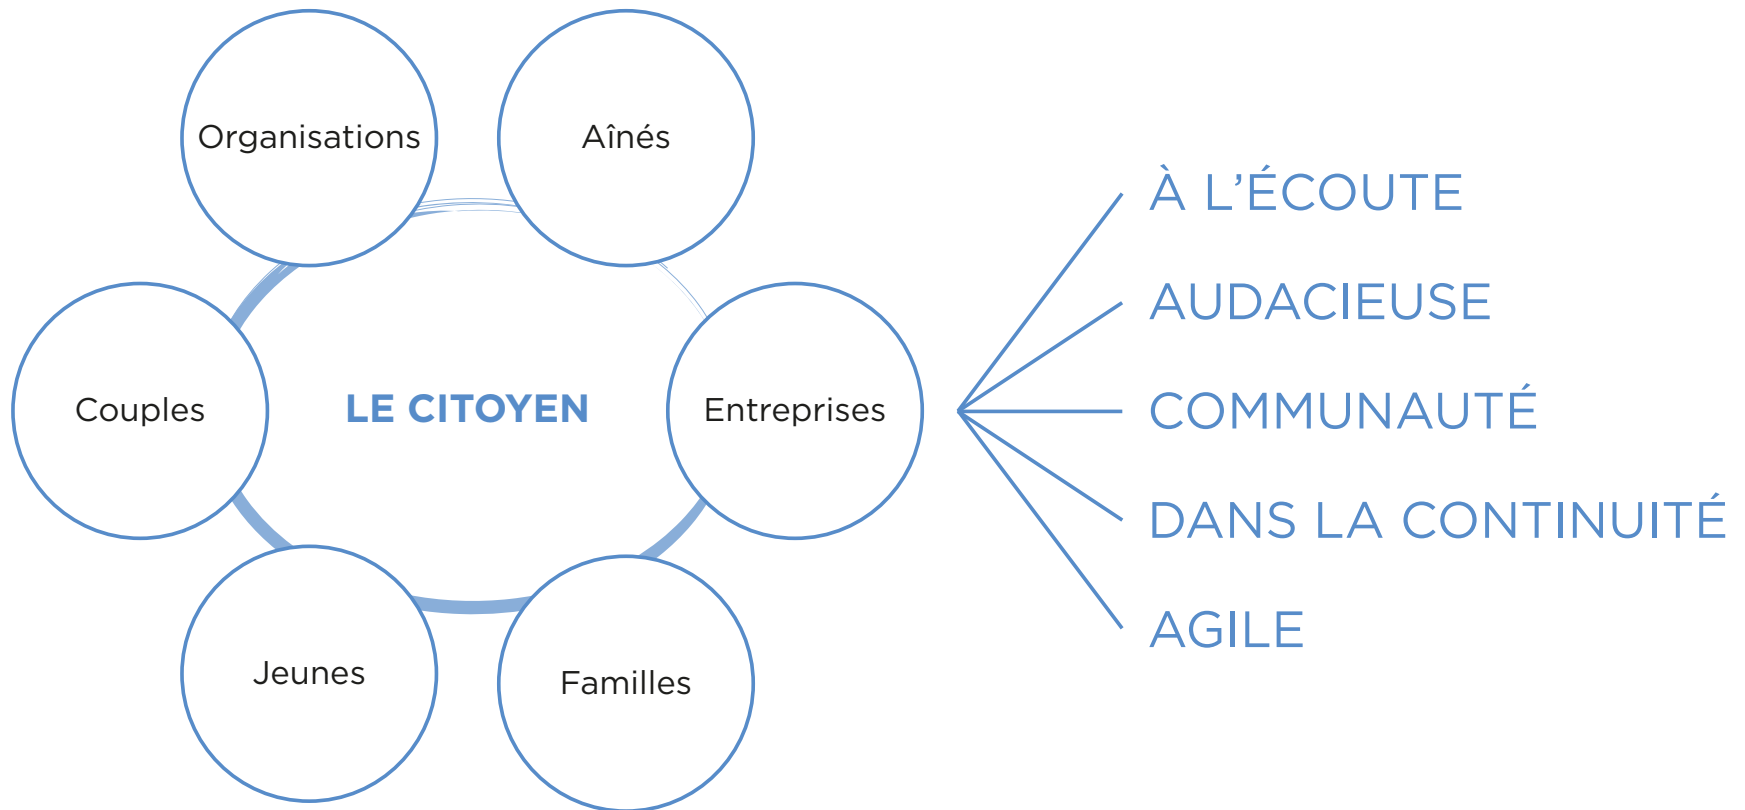 Organisations
Aînés
Couples
LE CITOYEN
Entreprises
Jeunes
Familles
À L’ÉCOUTE
AUDACIEUSE
COMMUNAUTÉ
DANS LA CONTINUITÉ
AGILE